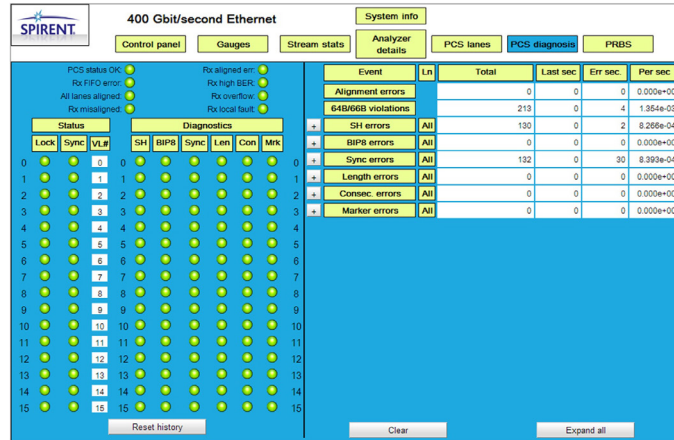 SPIRENT
400 Gbit/second Ethernet
System info
Control panel Gauges Stream stats Analyzer details PCS lanes PCS diagnosis PRBS
PCS status OK: Rx aligned err:
Rx FIFO error: Rx high BER:
All lanes aligned: Rx overflow:
Rx misaligned: Rx local fault:
Status Diagnostics
Lock Sync VL# SH BIP8 Sync Len Con Mrk
0 0 0 0
1 1 1 1
2 2 2 2
3 3 3 3
4 4 4 4
5 5 5 5
6 6 6 6
7 7 7 7
8 8 8 8
9 9 9 9
10 10 10 10
11 11 11 11
12 12 12 12
13 13 13 13
14 14 14 14
15 15 15 15
Reset history
Event Ln Total Last sec Err sec. Per sec
Alignment errors 0 0 0 0.000e+00
64B/66B violations 213 0 4 1.354e-03
+ SH errors All 130 0 2 8.266e-04
+ BIP8 errors All 0 0 0 0.000e+00
+ Sync errors All 132 0 30 8.393e-04
+ Length errors All 0 0 0 0.000e+00
+ Consec. errors All 0 0 0 0.000e+00
+ Marker errors All 0 0 0 0.000e+00
Clear Expand all